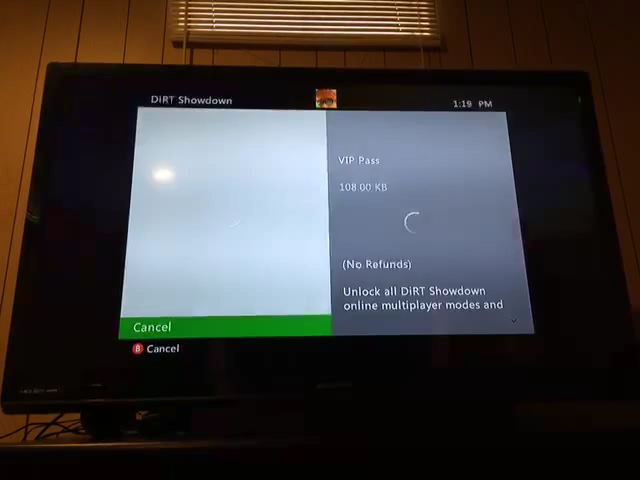 DiRT Showdown
1:19 PM
VIP Pass
108.00 KB
(No Refunds)
Unlock all DiRT Showdown
online multiplayer modes and
Cancel
B Cancel